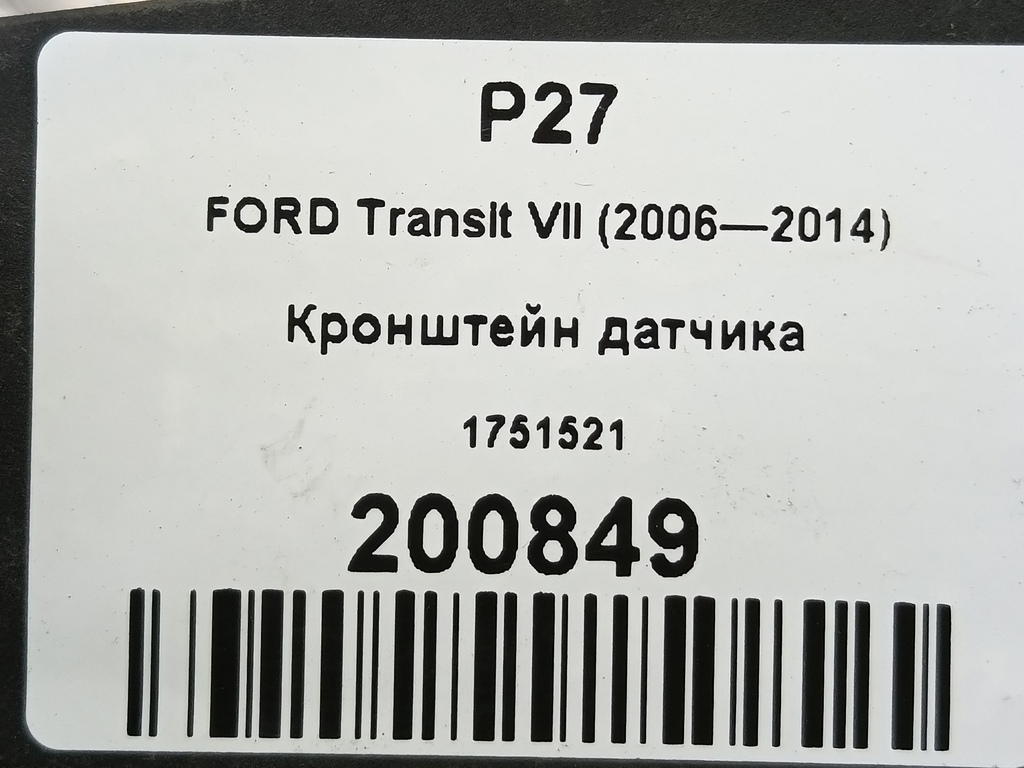 P27
FORD Transit VII (2006—2014)
Кронштейн датчика
1751521
200849